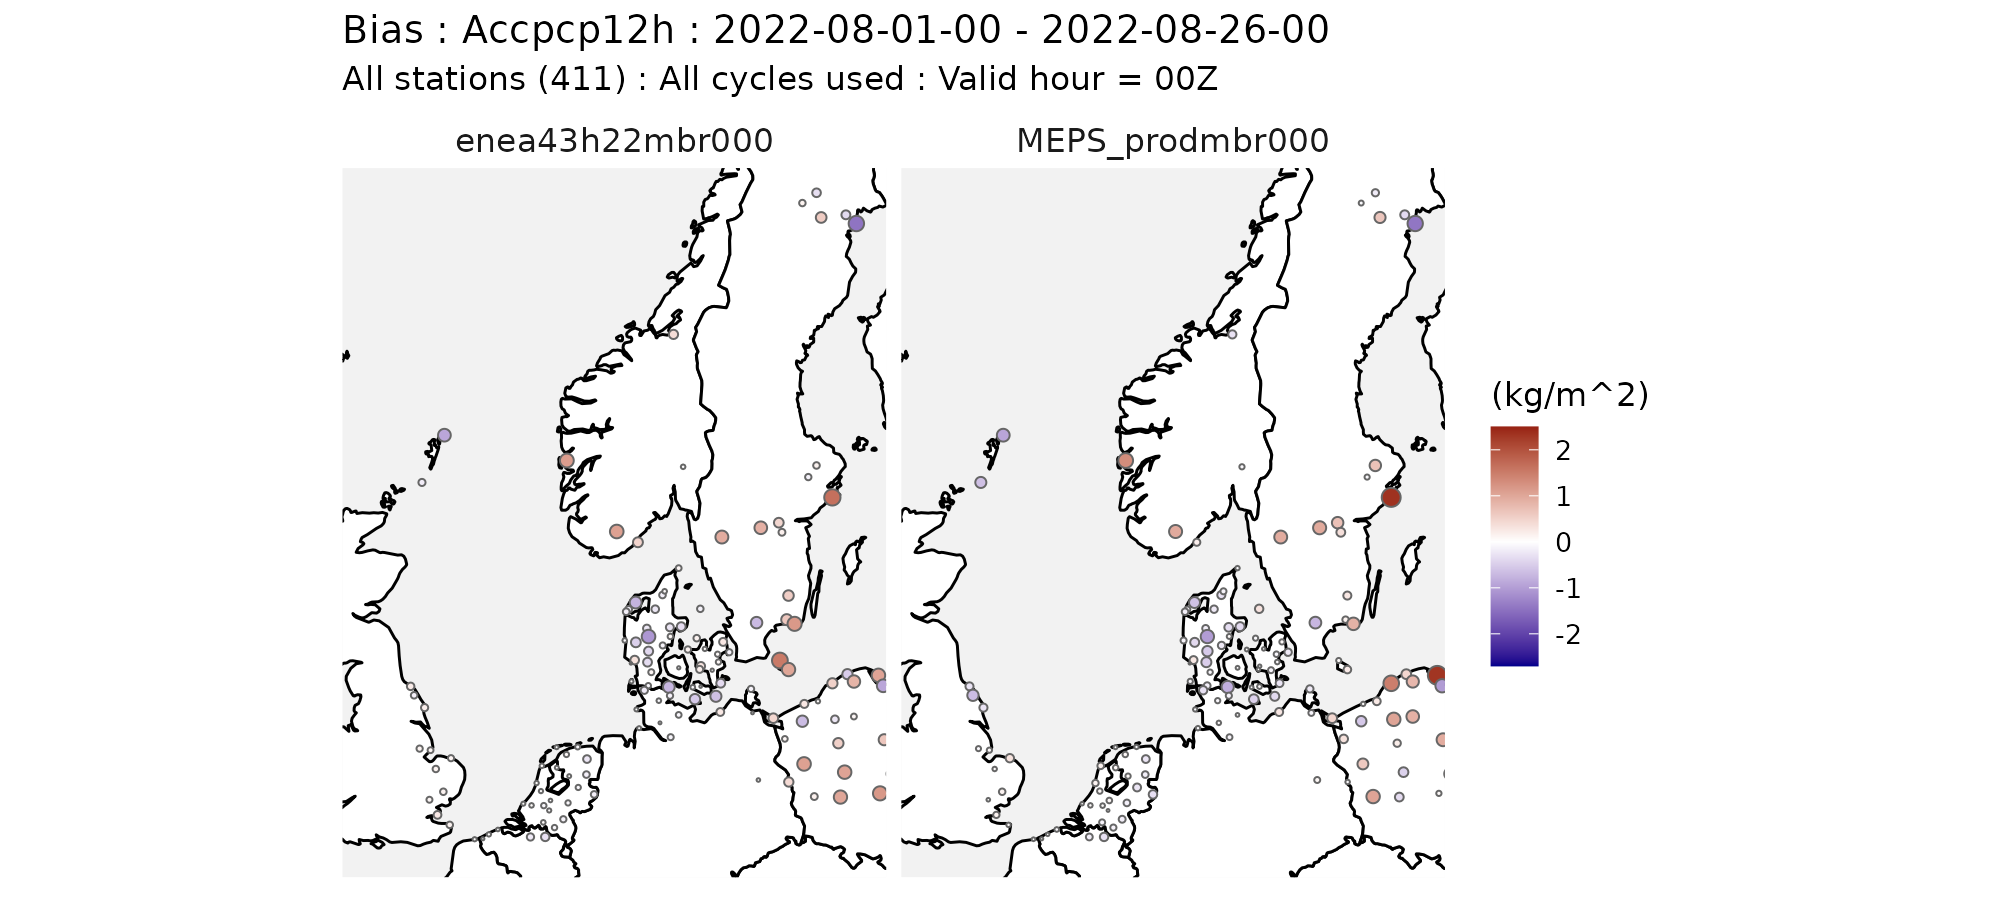 Bias : Accpcp12h : 2022-08-01-00 - 2022-08-26-00
All stations (411) : All cycles used : Valid hour = 00Z
enea43h22mbr000
MEPS_prodmbr000
(kg/m^2)
2
1
0
-1
-2